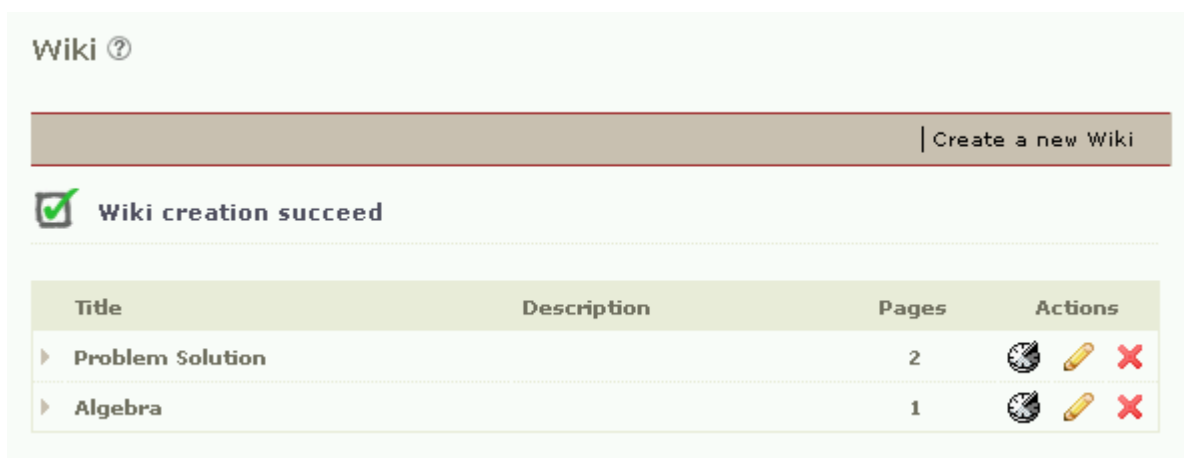 Wiki ?
Create a new Wiki
Wiki creation succeed
Title Description Pages Actions
Problem Solution 2
Algebra 1